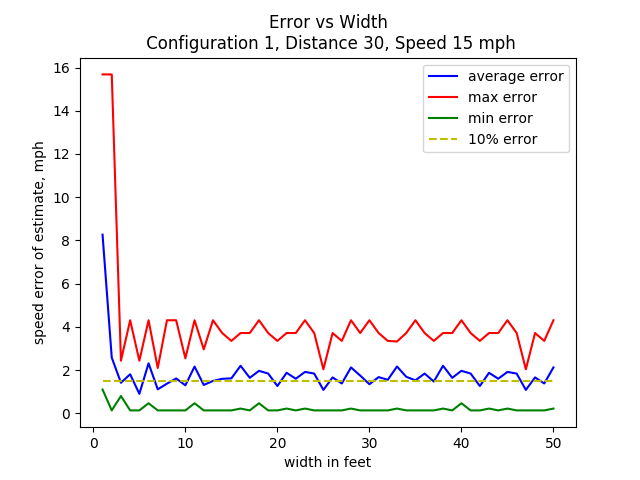 Error vs Width
Configuration 1, Distance 30, Speed 15 mph
average error
max error
min error
10% error
speed error of estimate, mph
16
14
12
10
8
6
4
2
0
0 10 20 30 40 50
width in feet